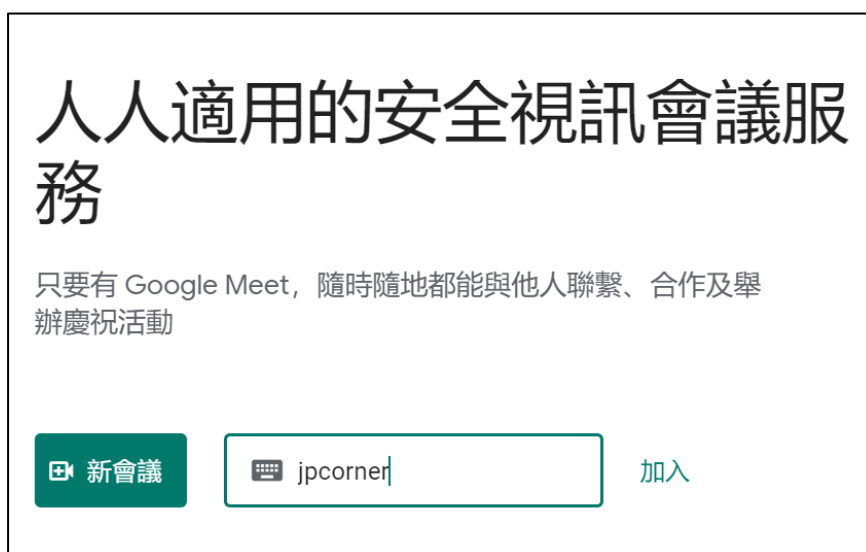 人人適用的安全視訊會議服
務
只要有 Google Meet，隨時隨地都能與他人聯繫、合作及舉
辦慶祝活動
新會議 jpcorner 加入